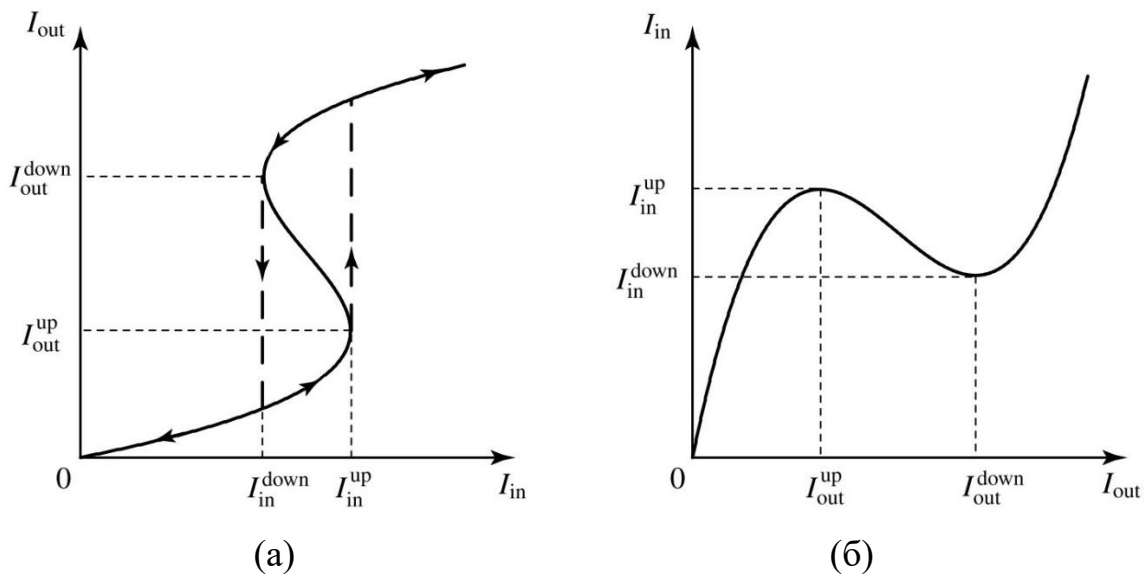 I_out
I_out^down
I_out^up
0
I_in^down
I_in^up
I_in
(а)
I_in
I_in^up
I_in^down
0
I_out^up
I_out^down
I_out
(б)